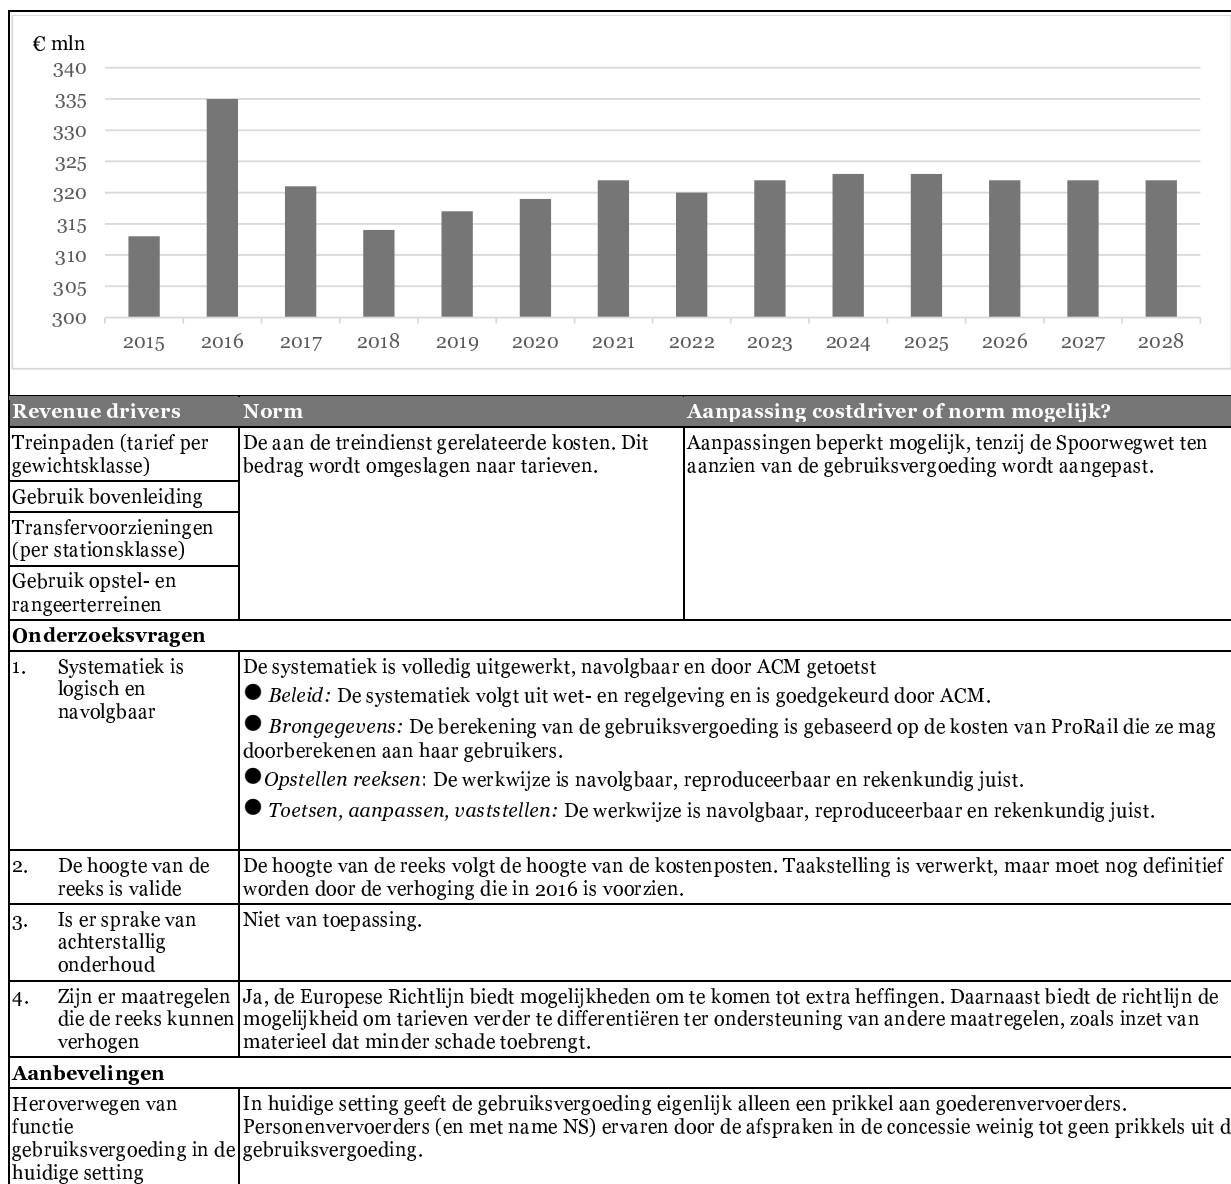 € mln
340
335
330
325
320
315
310
305
300
2015 2016 2017 2018 2019 2020 2021 2022 2023 2024 2025 2026 2027 2028
Revenue drivers Norm Aanpassing costdriver of norm mogelijk?
Treinpaden (tarief per
gewichtsklasse)
De aan de treindienst gerelateerde kosten. Dit
bedrag wordt omgeslagen naar tarieven.
Aanpassingen beperkt mogelijk, tenzij de Spoorwegwet ten
aanzien van de gebruiksvergoeding wordt aangepast.
Gebruik bovenleiding
Transfervoorzieningen
(per stationsklasse)
Gebruik opstel- en
rangeerterreinen
Onderzoeksvragen
1. Systematiek is
logisch en
navolgbaar
De systematiek is volledig uitgewerkt, navolgbaar en door ACM getoetst
● Beleid: De systematiek volgt uit wet- en regelgeving en is goedgekeurd door ACM.
● Brongegevens: De berekening van de gebruiksvergoeding is gebaseerd op de kosten van ProRail die ze mag
doorberekenen aan haar gebruikers.
● Opstellen reeksen: De werkwijze is navolgbaar, reproduceerbaar en rekenkundig juist.
● Toetsen, aanpassen, vaststellen: De werkwijze is navolgbaar, reproduceerbaar en rekenkundig juist.
2. De hoogte van de
reeks is valide
De hoogte van de reeks volgt de hoogte van de kostenposten. Taakstelling is verwerkt, maar moet nog definitief
worden door de verhoging die in 2016 is voorzien.
3. Is er sprake van
achterstallig
onderhoud
Niet van toepassing.
4. Zijn er maatregelen
die de reeks kunnen
verhogen
Ja, de Europese Richtlijn biedt mogelijkheden om te komen tot extra heffingen. Daarnaast biedt de richtlijn de
mogelijkheid om tarieven verder te differentiëren ter ondersteuning van andere maatregelen, zoals inzet van
materieel dat minder schade toebrengt.
Aanbevelingen
Heroverwegen van
functie
gebruiksvergoeding in de
huidige setting
In huidige setting geeft de gebruiksvergoeding eigenlijk alleen een prikkel aan goederenvervoerders.
Personenvervoerders (en met name NS) ervaren door de afspraken in de concessie weinig tot geen prikkels uit d
gebruiksvergoeding.